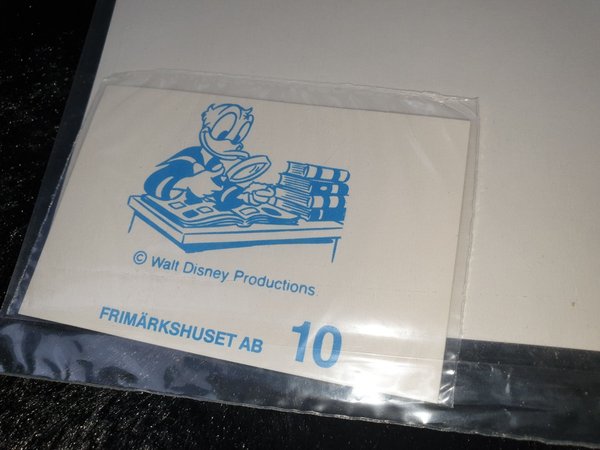 © Walt Disney Productions
FRIMÄRKSHUSET AB 10